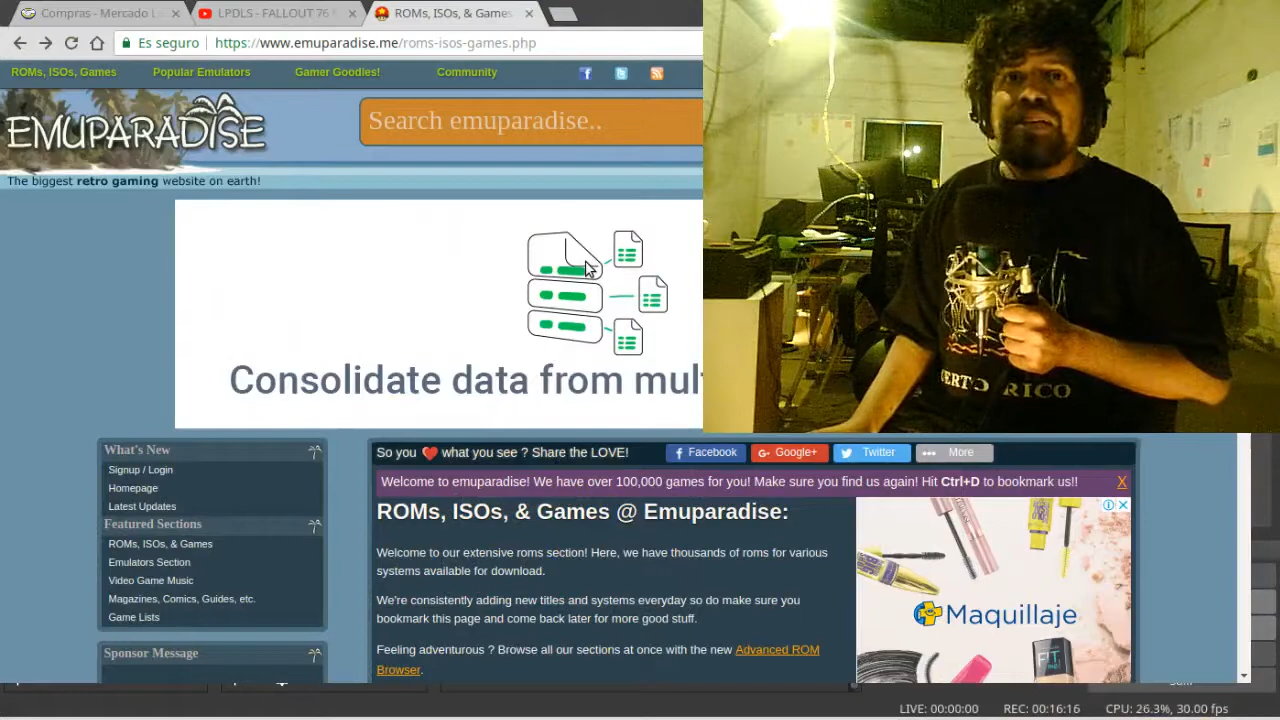 Compras - Mercado L
LPDLS - FALLOUT 76
ROMs, ISOs, & Games
Es seguro
https://www.emuparadise.me/roms-isos-games.php
ROMs, ISOs, Games
Popular Emulators
Gamer Goodies!
Community
EMUPARADISE
Search emuparadise..
The biggest retro gaming website on earth!
Consolidate data from mul
ERTO RICO
What's New
Signup / Login
Homepage
Latest Updates
Featured Sections
ROMs, ISOs, & Games
Emulators Section
Video Game Music
Magazines, Comics, Guides, etc.
Game Lists
Sponsor Message
So you ❤ what you see ? Share the LOVE!
Facebook
Google+
Twitter
More
Welcome to emuparadise! We have over 100,000 games for you! Make sure you find us again! Hit Ctrl+D to bookmark us!!
X
ROMs, ISOs, & Games @ Emuparadise:
Welcome to our extensive roms section! Here, we have thousands of roms for various
systems available for download.
We're consistently adding new titles and systems everyday so do make sure you
bookmark this page and come back later for more good stuff.
Feeling adventurous ? Browse all our sections at once with the new Advanced ROM
Browser.
Maquillaje
FIT
me!
LIVE: 00:00:00
REC: 00:16:16
CPU: 26.3%, 30.00 fps